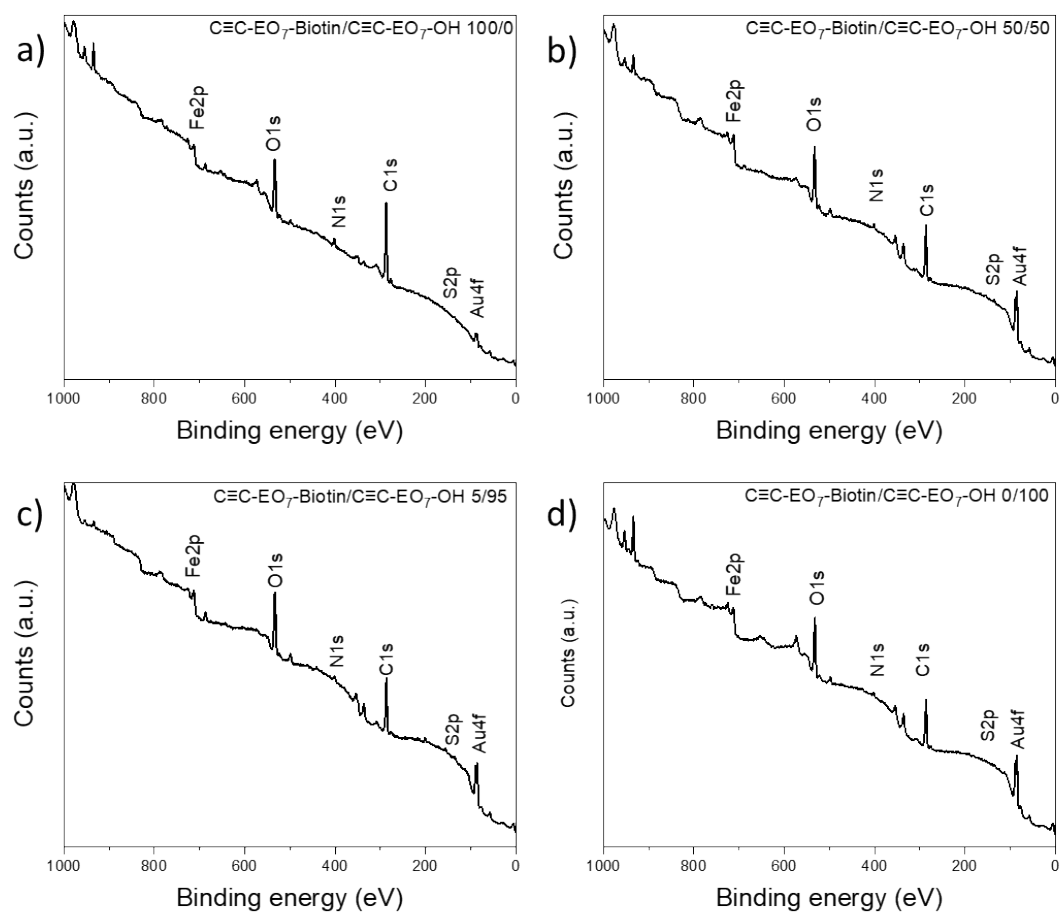 a)
C≡C-EO₇-Biotin/C≡C-EO₇-OH 100/0
Counts (a.u.)
Fe2p
O1s
N1s
C1s
S2p
Au4f
1000 800 600 400 200 0
Binding energy (eV)
b)
C≡C-EO₇-Biotin/C≡C-EO₇-OH 50/50
Counts (a.u.)
Fe2p
O1s
N1s
C1s
S2p
Au4f
1000 800 600 400 200 0
Binding energy (eV)
c)
C≡C-EO₇-Biotin/C≡C-EO₇-OH 5/95
Counts (a.u.)
Fe2p
O1s
N1s
C1s
S2p
Au4f
1000 800 600 400 200 0
Binding energy (eV)
d)
C≡C-EO₇-Biotin/C≡C-EO₇-OH 0/100
Counts (a.u.)
Fe2p
O1s
N1s
C1s
S2p
Au4f
1000 800 600 400 200 0
Binding energy (eV)